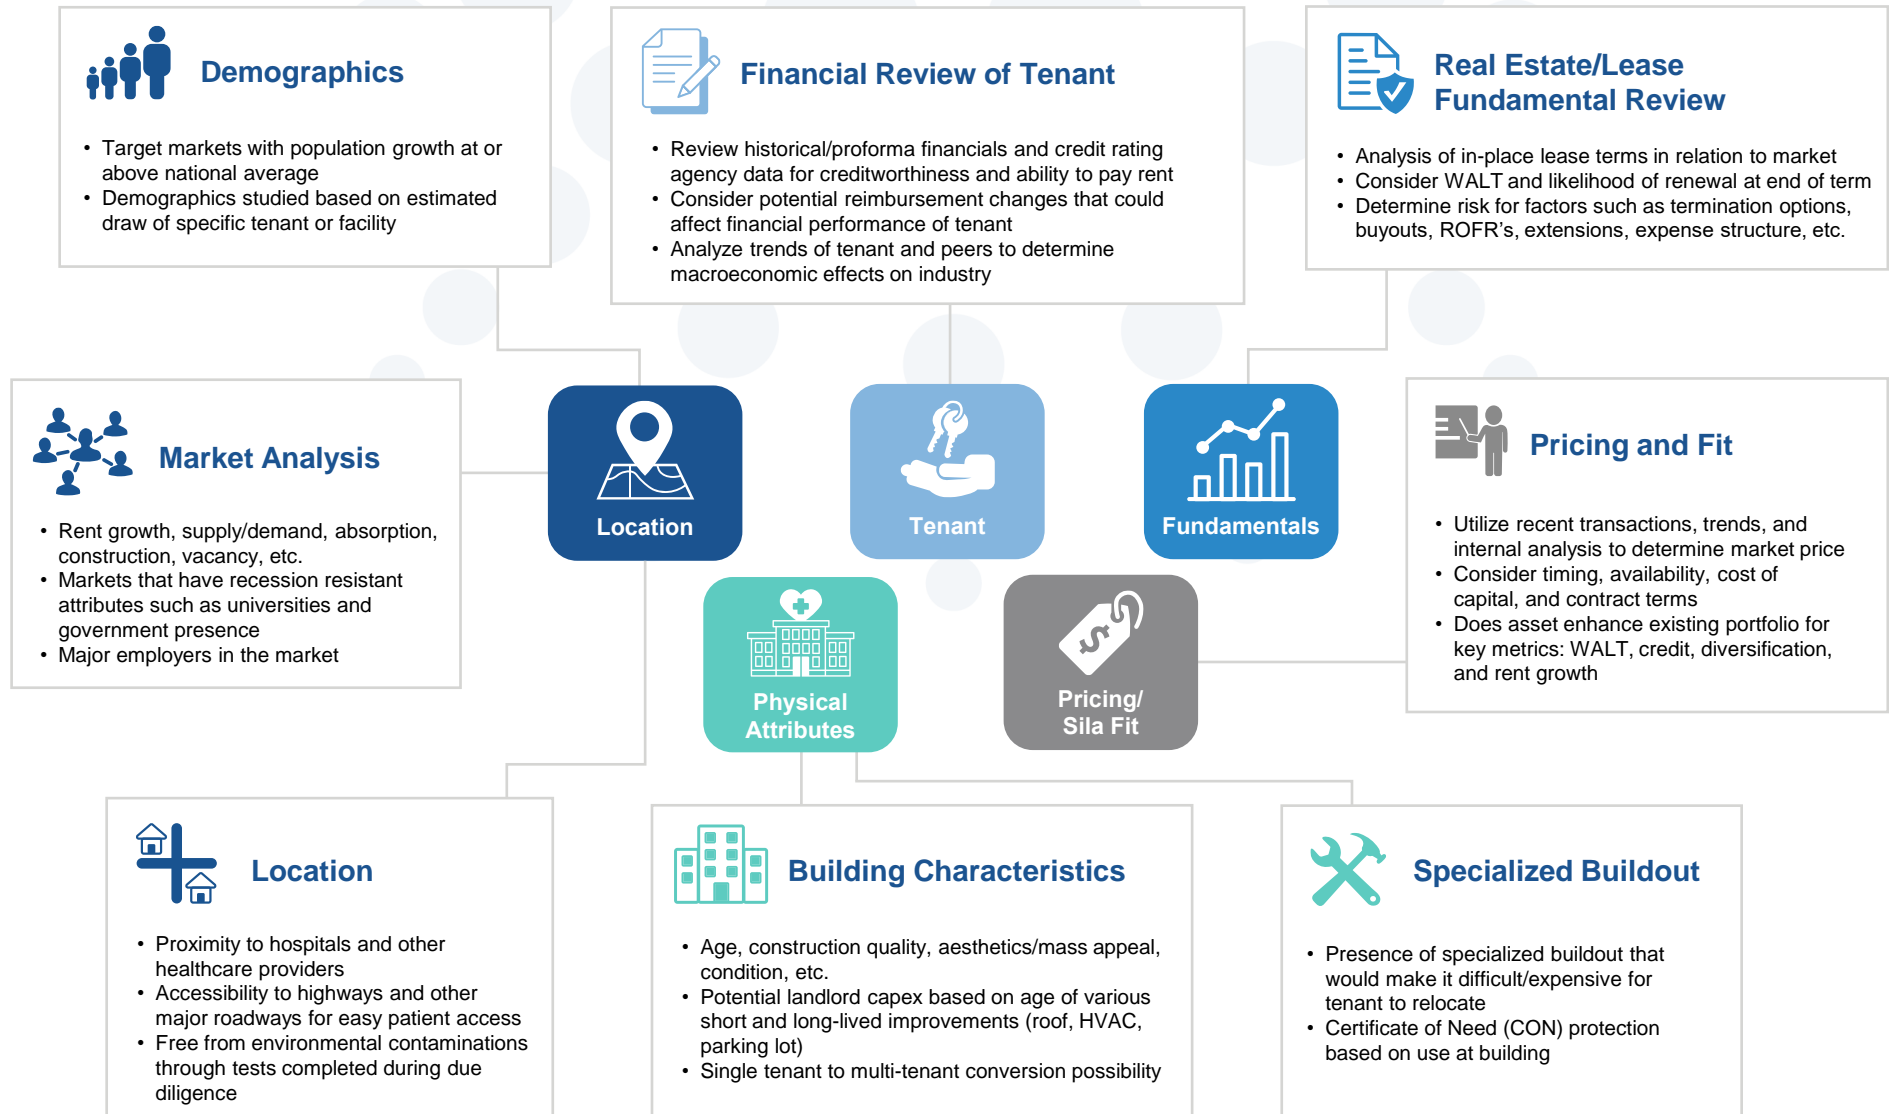 Demographics
• Target markets with population growth at or
above national average
• Demographics studied based on estimated
draw of specific tenant or facility
Financial Review of Tenant
• Review historical/proforma financials and credit rating
agency data for creditworthiness and ability to pay rent
• Consider potential reimbursement changes that could
affect financial performance of tenant
• Analyze trends of tenant and peers to determine
macroeconomic effects on industry
Real Estate/Lease
Fundamental Review
• Analysis of in-place lease terms in relation to market
• Consider WALT and likelihood of renewal at end of term
• Determine risk for factors such as termination options,
buyouts, ROFR's, extensions, expense structure, etc.
Market Analysis
• Rent growth, supply/demand, absorption,
construction, vacancy, etc.
• Markets that have recession resistant
attributes such as universities and
government presence
• Major employers in the market
Location
Tenant
Fundamentals
Physical
Attributes
$
Pricing/
Sila Fit
Pricing and Fit
• Utilize recent transactions, trends, and
internal analysis to determine market price
• Consider timing, availability, cost of
capital, and contract terms
• Does asset enhance existing portfolio for
key metrics: WALT, credit, diversification,
and rent growth
Location
• Proximity to hospitals and other
healthcare providers
• Accessibility to highways and other
major roadways for easy patient access
• Free from environmental contaminations
through tests completed during due
diligence
Building Characteristics
• Age, construction quality, aesthetics/mass appeal,
condition, etc.
• Potential landlord capex based on age of various
short and long-lived improvements (roof, HVAC,
parking lot)
• Single tenant to multi-tenant conversion possibility
Specialized Buildout
• Presence of specialized buildout that
would make it difficult/expensive for
tenant to relocate
• Certificate of Need (CON) protection
based on use at building